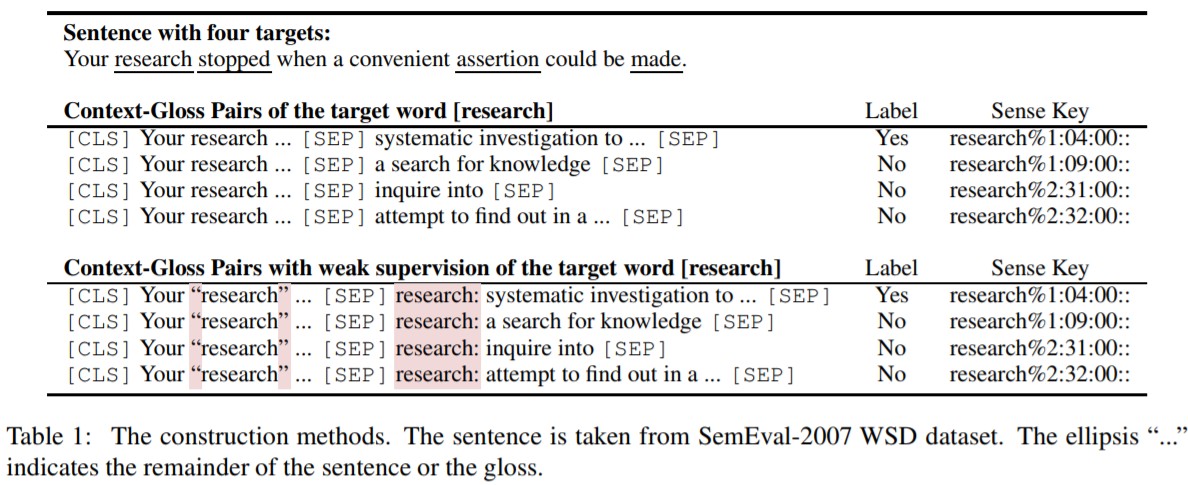 Sentence with four targets:
Your research stopped when a convenient assertion could be made.
Context-Gloss Pairs of the target word [research] Label Sense Key
[CLS] Your research ... [SEP] systematic investigation to ... [SEP] Yes research%1:04:00::
[CLS] Your research ... [SEP] a search for knowledge [SEP] No research%1:09:00::
[CLS] Your research ... [SEP] inquire into [SEP] No research%2:31:00::
[CLS] Your research ... [SEP] attempt to find out in a ... [SEP] No research%2:32:00::
Context-Gloss Pairs with weak supervision of the target word [research] Label Sense Key
[CLS] Your “research” ... [SEP] research: systematic investigation to ... [SEP] Yes research%1:04:00::
[CLS] Your “research” ... [SEP] research: a search for knowledge [SEP] No research%1:09:00::
[CLS] Your “research” ... [SEP] research: inquire into [SEP] No research%2:31:00::
[CLS] Your “research” ... [SEP] research: attempt to find out in a ... [SEP] No research%2:32:00::
Table 1: The construction methods. The sentence is taken from SemEval-2007 WSD dataset. The ellipsis “...”
indicates the remainder of the sentence or the gloss.